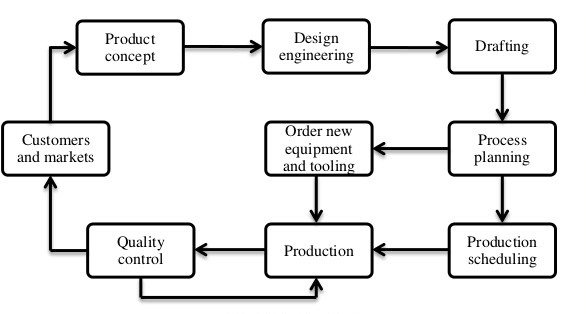 Product
concept
Design
engineering
Drafting
Customers
and markets
Order new
equipment
and tooling
Process
planning
Quality
control
Production
Production
scheduling